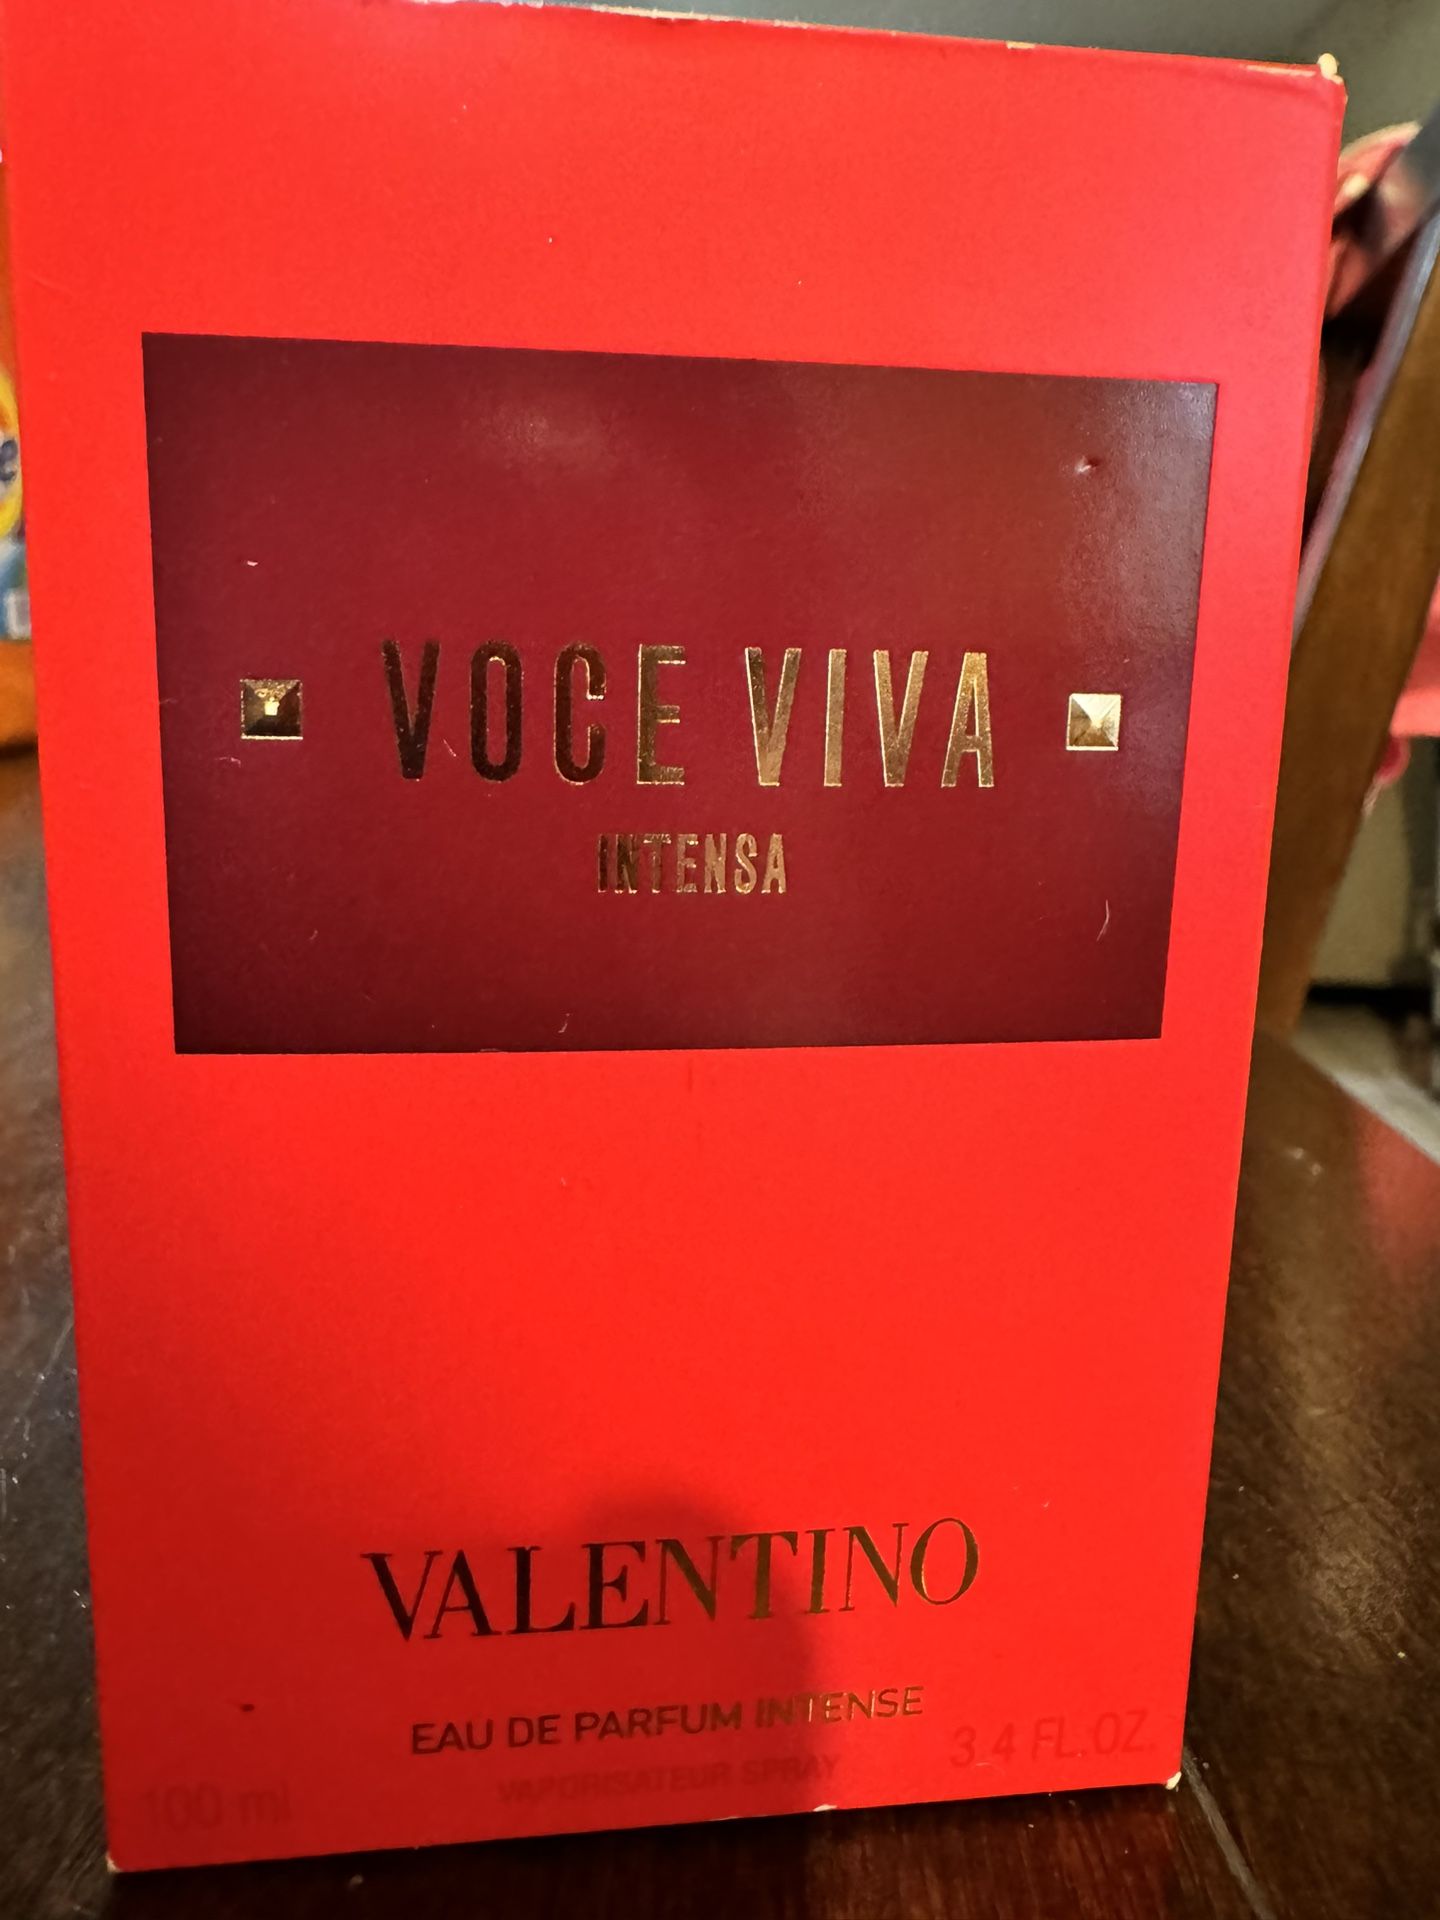 VOCE VIVA
INTENSA
VALENTINO
EAU DE PARFUM INTENSE
VAPORISATEUR SPRAY
100 ml
3.4 FL.OZ.